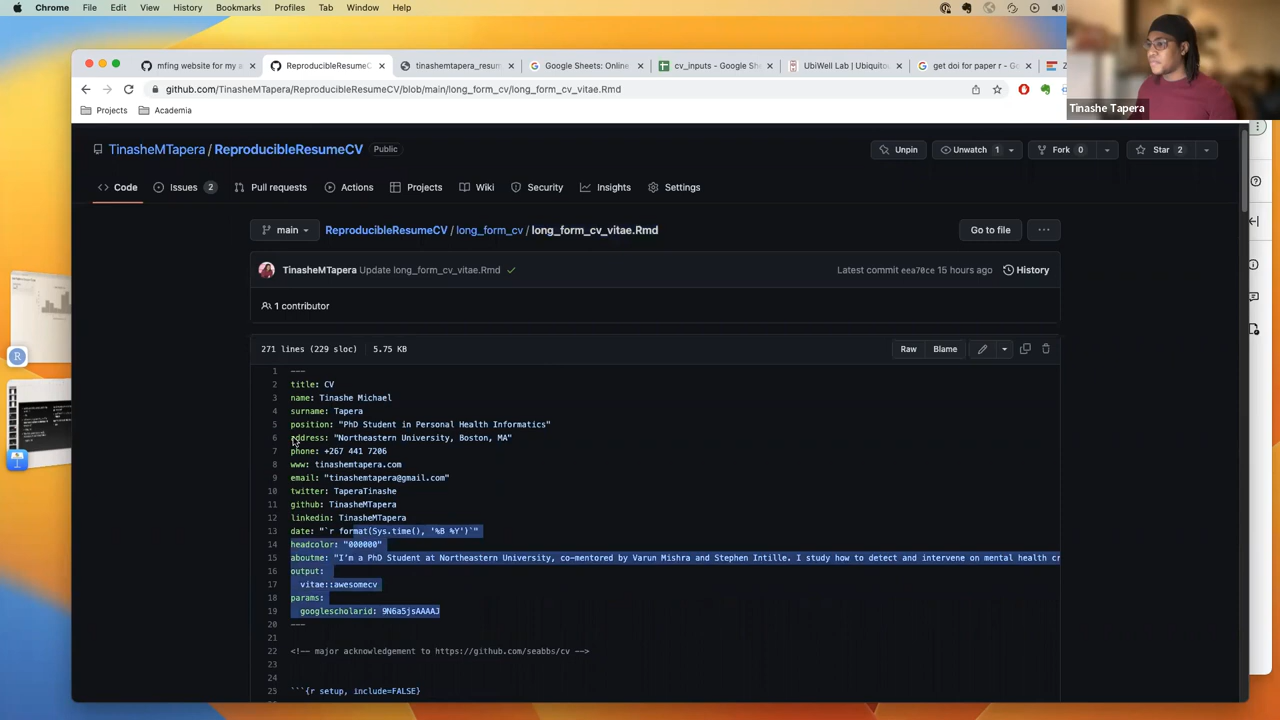 Chrome File Edit View History Bookmarks Profiles Tab Window Help
mfing website for my a
ReproducibleResumeC
tinashemtapera_resum
Google Sheets: Online
cv_inputs - Google Sh
UbiWell Lab | Ubiquitou
get doi for paper r - G
github.com/TinasheMTapera/ReproducibleResumeCV/blob/main/long_form_cv/long_form_cv_vitae.Rmd
Tinashe Tapera
Projects Academia
TinasheMTapera / ReproducibleResumeCV Public
Unpin Unwatch 1 Fork 0 Star 2
Code Issues 2 Pull requests Actions Projects Wiki Security Insights Settings
main ReproducibleResumeCV / long_form_cv / long_form_cv_vitae.Rmd Go to file ...
TinasheMTapera Update long_form_cv_vitae.Rmd Latest commit eea70ce 15 hours ago History
1 contributor
271 lines (229 sloc) 5.75 KB Raw Blame
1 ---
2 title: CV
3 name: Tinashe Michael
4 surname: Tapera
5 position: "PhD Student in Personal Health Informatics"
6 address: "Northeastern University, Boston, MA"
7 phone: +267 441 7206
8 www: tinashemtapera.com
9 email: "tinashemtapera@gmail.com"
10 twitter: TaperaTinashe
11 github: TinasheMTapera
12 linkedin: TinasheMTapera
13 date: "`r format(Sys.time(), '%B %Y')`"
14 headcolor: "000000"
15 aboutme: "I'm a PhD Student at Northeastern University, co-mentored by Varun Mishra and Stephen Intille. I study how to detect and intervene on mental health cr
16 output:
17 vitae::awesomecv
18 params:
19 googlescholarid: 9N6a5jsAAAAJ
20 ---
21
22 <!-- major acknowledgement to https://github.com/seabbs/cv -->
23
24
25 ```{r setup, include=FALSE}